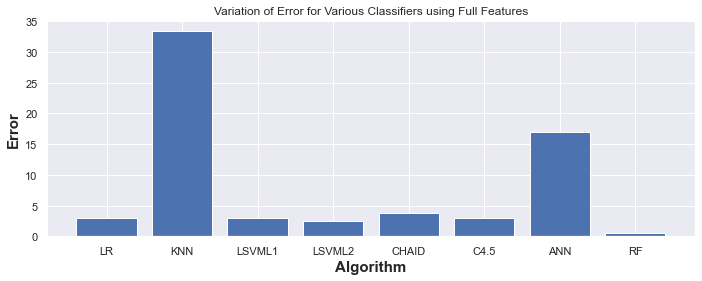 Variation of Error for Various Classifiers using Full Features
35
30
25
20
15
10
5
0
Error
LR KNN LSVML1 LSVML2 CHAID C4.5 ANN RF
Algorithm